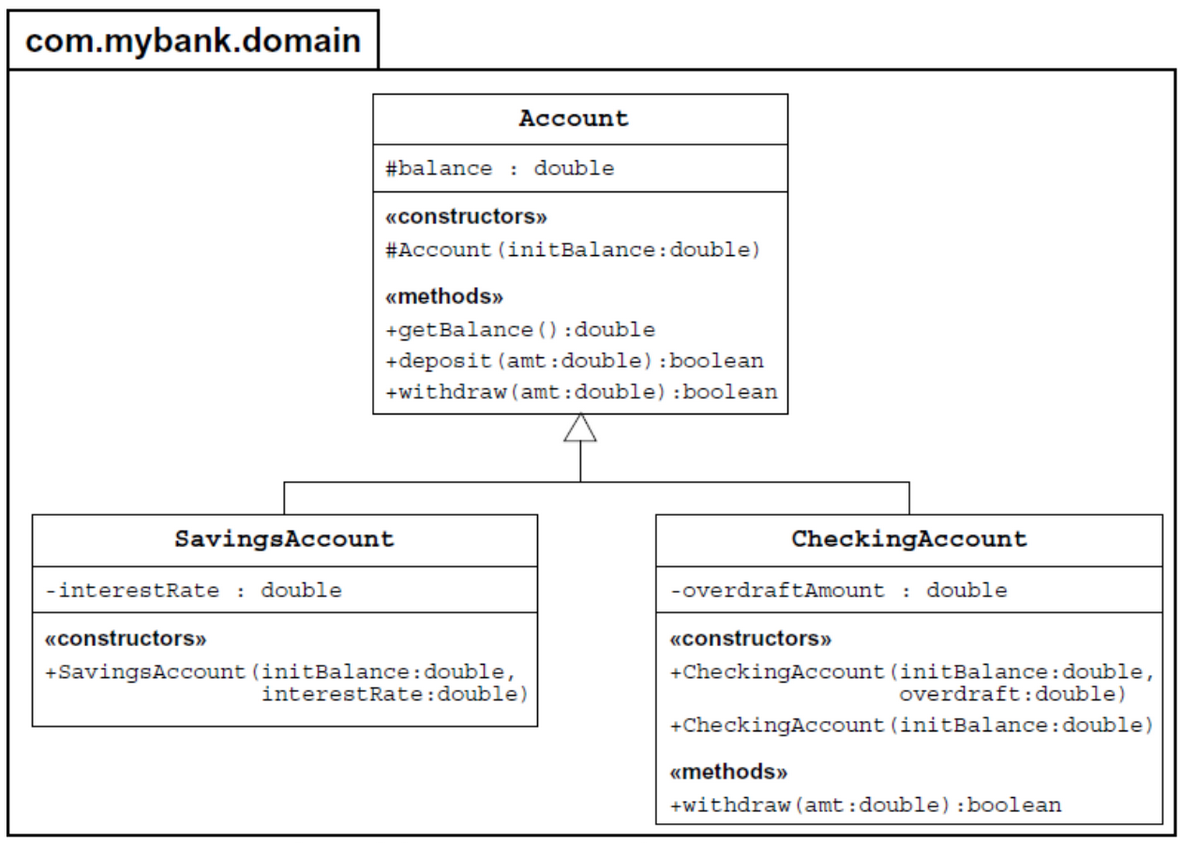 com.mybank.domain
Account
#balance : double
«constructors»
#Account(initBalance:double)
«methods»
+getBalance():double
+deposit(amt:double):boolean
+withdraw(amt:double):boolean
SavingsAccount
-interestRate : double
«constructors»
+SavingsAccount(initBalance:double,
interestRate:double)
CheckingAccount
-overdraftAmount : double
«constructors»
+CheckingAccount(initBalance:double,
overdraft:double)
+CheckingAccount(initBalance:double)
«methods»
+withdraw(amt:double):boolean